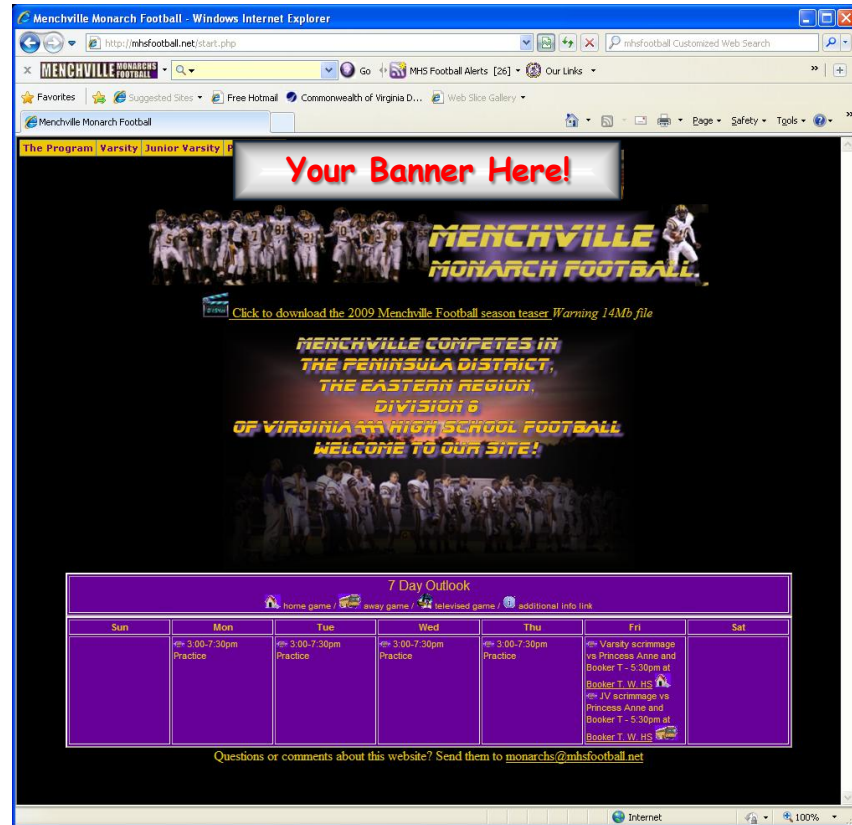 Menchville Monarch Football - Windows Internet Explorer
http://mhsfootball.net/start.php
mhsfootball Customized Web Search
MENCHVILLE MONARCHS FOOTBALL
Go
MHS Football Alerts [26]
Our Links
Favorites
Suggested Sites
Free Hotmail
Commonwealth of Virginia D...
Web Slice Gallery
Menchville Monarch Football
Page
Safety
Tools
The Program
Varsity
Junior Varsity
Your Banner Here!
MENCHVILLE
MONARCH FOOTBALL.
Click to download the 2009 Menchville Football season teaser Warning 14Mb file
MENCHVILLE COMPETES IN
THE PENINSULA DISTRICT,
THE EASTERN REGION,
DIVISION 6
OF VIRGINIA AAA HIGH SCHOOL FOOTBALL
WELCOME TO OUR SITE!
7 Day Outlook
home game / away game / televised game / additional info link
Sun Mon Tue Wed Thu Fri Sat
3:00-7:30pm
Practice
3:00-7:30pm
Practice
3:00-7:30pm
Practice
3:00-7:30pm
Practice
Varsity scrimmage
vs Princess Anne and
Booker T - 5:30pm at
Booker T. W. HS
JV scrimmage vs
Princess Anne and
Booker T - 5:30pm at
Booker T. W. HS
Questions or comments about this website? Send them to monarchs@mhsfootball.net
Internet
100%